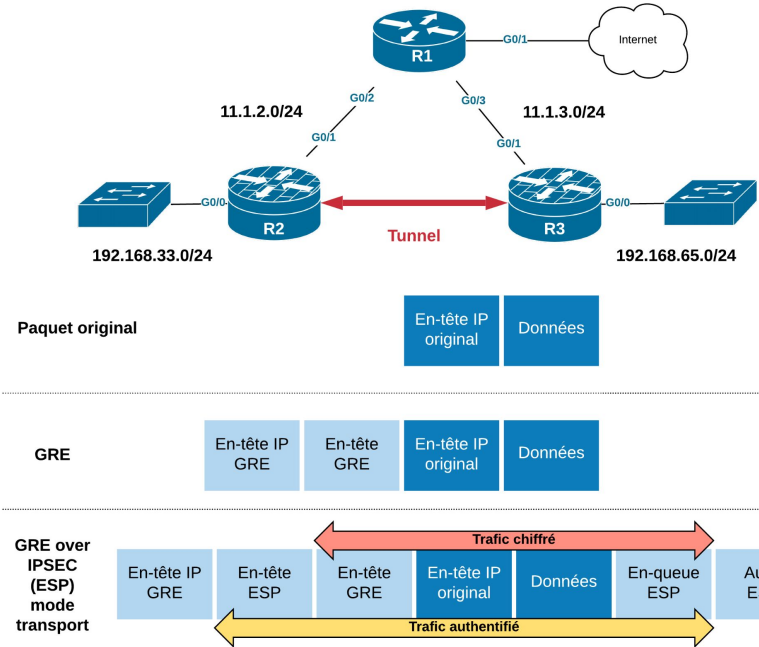 R1
G0/1
Internet
G0/2
G0/3
11.1.2.0/24
11.1.3.0/24
G0/1
G0/1
G0/0
R2
Tunnel
R3
G0/0
192.168.33.0/24
192.168.65.0/24
Paquet original
En-tête IP
original
Données
GRE
En-tête IP
GRE
En-tête
GRE
En-tête IP
original
Données
GRE over
IPSEC
(ESP)
mode
transport
Trafic chiffré
En-tête IP
GRE
En-tête
ESP
En-tête
GRE
En-tête IP
original
Données
En-queue
ESP
Trafic authentifié